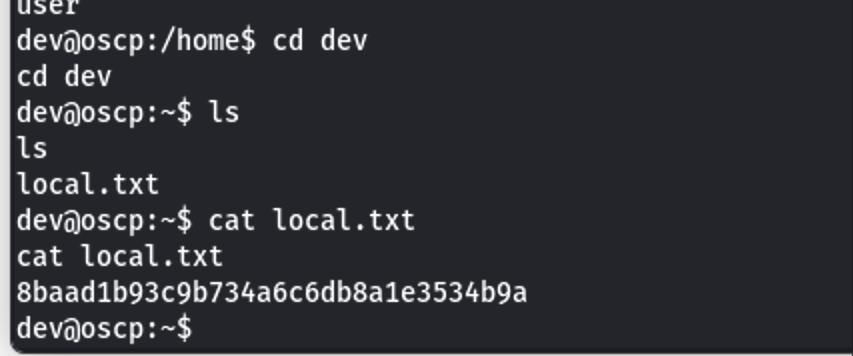 user
dev@oscp:/home$ cd dev
cd dev
dev@oscp:~$ ls
ls
local.txt
dev@oscp:~$ cat local.txt
cat local.txt
8baad1b93c9b734a6c6db8a1e3534b9a
dev@oscp:~$